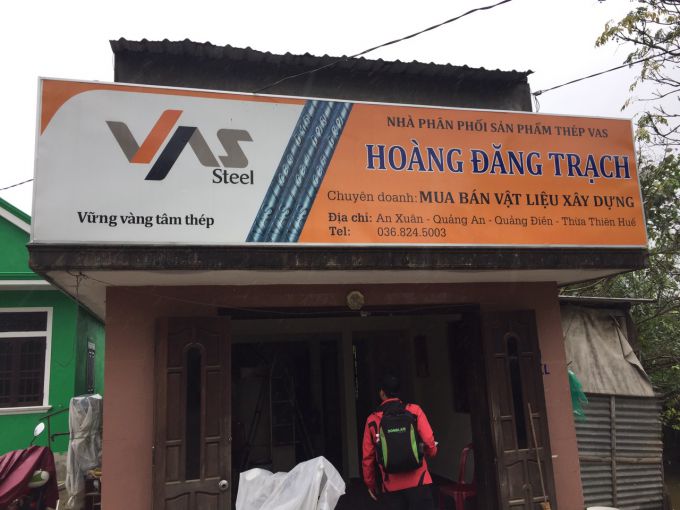 VAS
Steel
Vững vàng tâm thép
NHÀ PHÂN PHỐI SẢN PHẨM THÉP VAS
HOÀNG ĐĂNG TRẠCH
Chuyên doanh: MUA BÁN VẬT LIỆU XÂY DỰNG
Địa chỉ: An Xuân - Quảng An - Quảng Điền - Thừa Thiên Huế
Tel: 036.824.5003